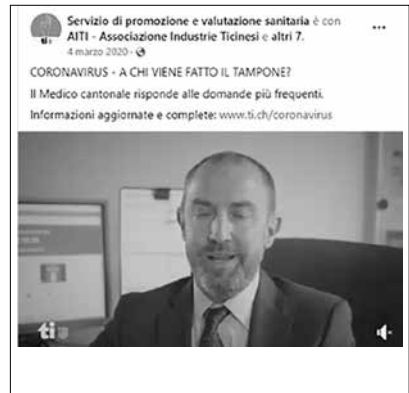 Servizio di promozione e valutazione sanitaria è con
AITI - Associazione Industrie Ticinesi e altri 7.
4 marzo 2020 ·
CORONAVIRUS - A CHI VIENE FATTO IL TAMPONE?
Il Medico cantonale risponde alle domande più frequenti.
Informazioni aggiornate e complete: www.ti.ch/coronavirus
ti